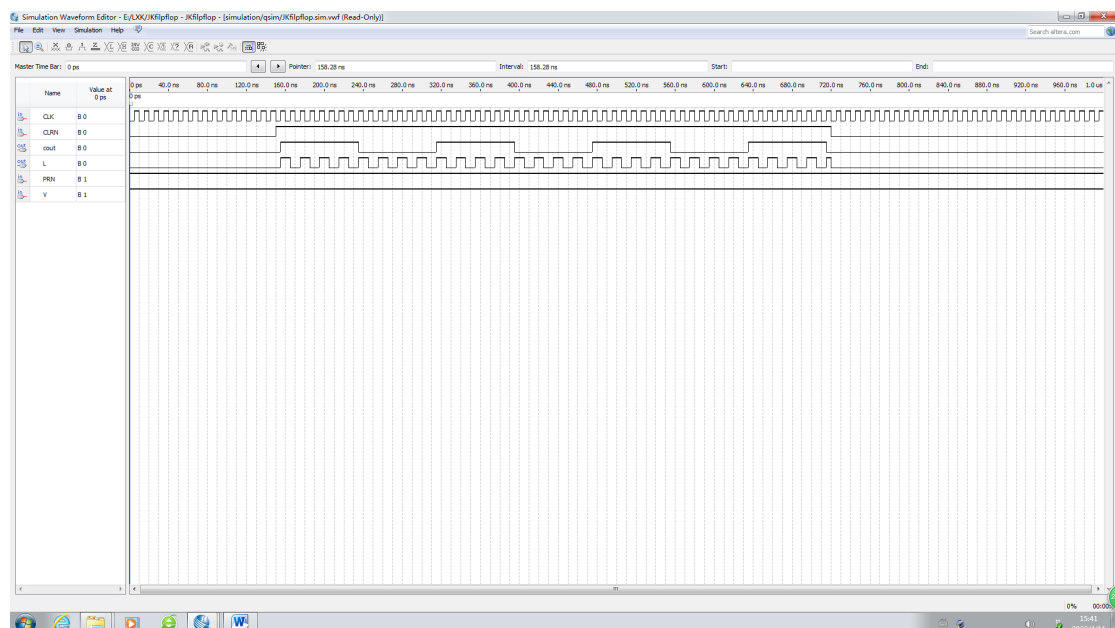 Simulation Waveform Editor - E:/LXK/JKfilpflop - JKfilpflop - [simulation/qsim/JKfilpflop.sim.vwf (Read-Only)]
File Edit View Simulation Help
Search altera.com
Master Time Bar: 0 ps Pointer: 158.28 ns Interval: 158.28 ns Start: End:
Name Value at 0 ps
0 ps 40.0 ns 80.0 ns 120.0 ns 160.0 ns 200.0 ns 240.0 ns 280.0 ns 320.0 ns 360.0 ns 400.0 ns 440.0 ns 480.0 ns 520.0 ns 560.0 ns 600.0 ns 640.0 ns 680.0 ns 720.0 ns 760.0 ns 800.0 ns 840.0 ns 880.0 ns 920.0 ns 960.0 ns 1.0 us
0 ps
CLK B 0
CLRN B 0
cout B 0
L B 0
PRN B 1
V B 1
0% 00:00:
15:41